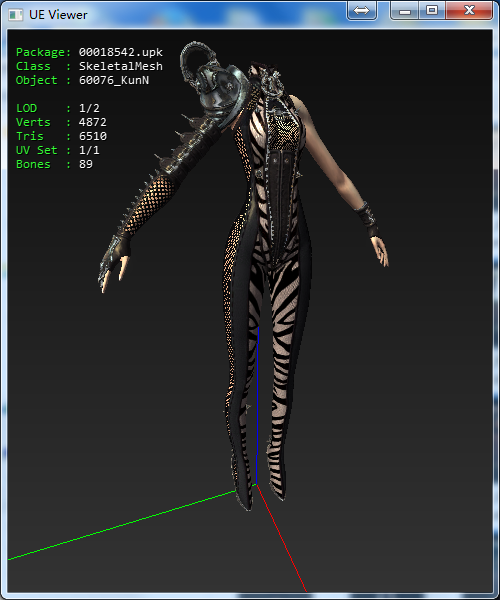 UE Viewer
Package: 00018542.upk
Class  : SkeletalMesh
Object : 60076_KunN
LOD    : 1/2
Verts  : 4872
Tris   : 6510
UV Set : 1/1
Bones  : 89